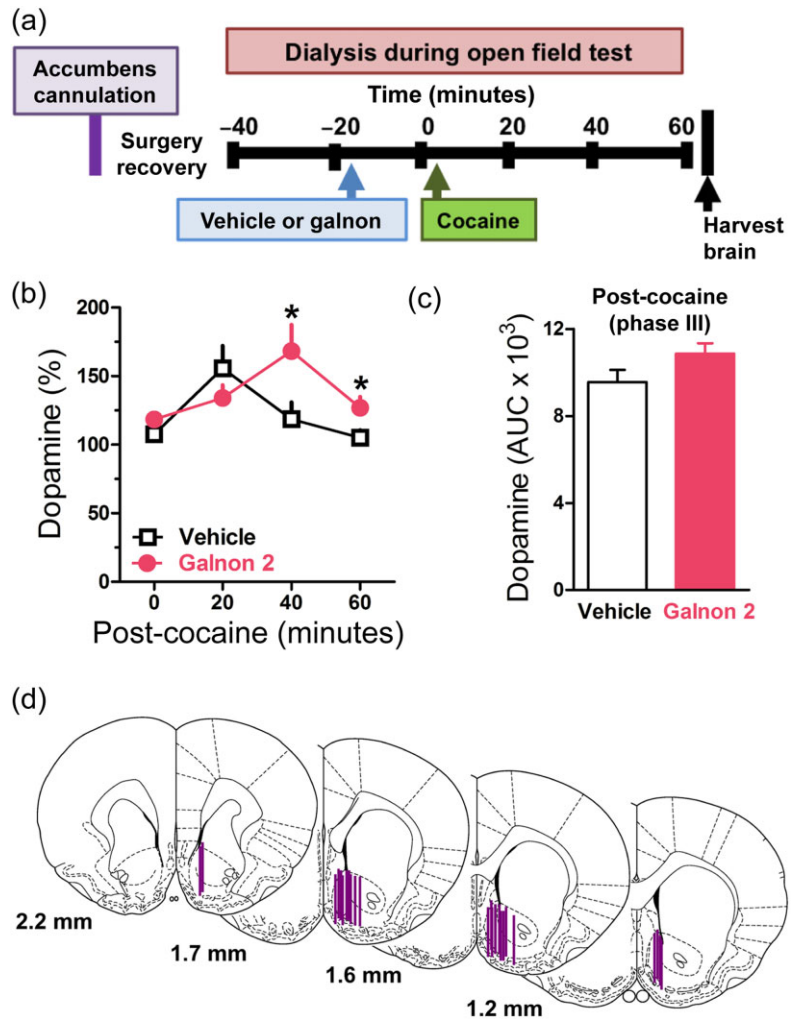 (a)
Dialysis during open field test
Accumbens
cannulation
Time (minutes)
−40 −20 0 20 40 60
Surgery
recovery
Vehicle or galnon
Cocaine
Harvest
brain
(b)
Dopamine (%)
200
150
100
50
0
*
*
Vehicle
Galnon 2
0 20 40 60
Post-cocaine (minutes)
(c)
Post-cocaine
(phase III)
Dopamine (AUC x 10³)
12
9
6
4
0
Vehicle Galnon 2
(d)
2.2 mm
1.7 mm
1.6 mm
1.2 mm